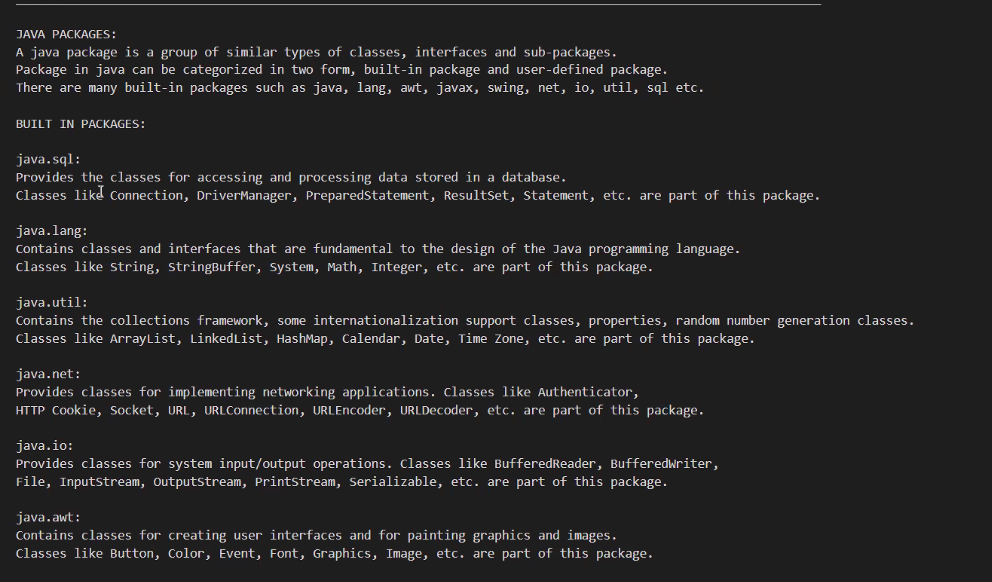 JAVA PACKAGES:
A java package is a group of similar types of classes, interfaces and sub-packages.
Package in java can be categorized in two form, built-in package and user-defined package.
There are many built-in packages such as java, lang, awt, javax, swing, net, io, util, sql etc.
BUILT IN PACKAGES:
java.sql:
Provides the classes for accessing and processing data stored in a database.
Classes like Connection, DriverManager, PreparedStatement, ResultSet, Statement, etc. are part of this package.
java.lang:
Contains classes and interfaces that are fundamental to the design of the Java programming language.
Classes like String, StringBuffer, System, Math, Integer, etc. are part of this package.
java.util:
Contains the collections framework, some internationalization support classes, properties, random number generation classes.
Classes like ArrayList, LinkedList, HashMap, Calendar, Date, Time Zone, etc. are part of this package.
java.net:
Provides classes for implementing networking applications. Classes like Authenticator,
HTTP Cookie, Socket, URL, URLConnection, URLEncoder, URLDecoder, etc. are part of this package.
java.io:
Provides classes for system input/output operations. Classes like BufferedReader, BufferedWriter,
File, InputStream, OutputStream, PrintStream, Serializable, etc. are part of this package.
java.awt:
Contains classes for creating user interfaces and for painting graphics and images.
Classes like Button, Color, Event, Font, Graphics, Image, etc. are part of this package.